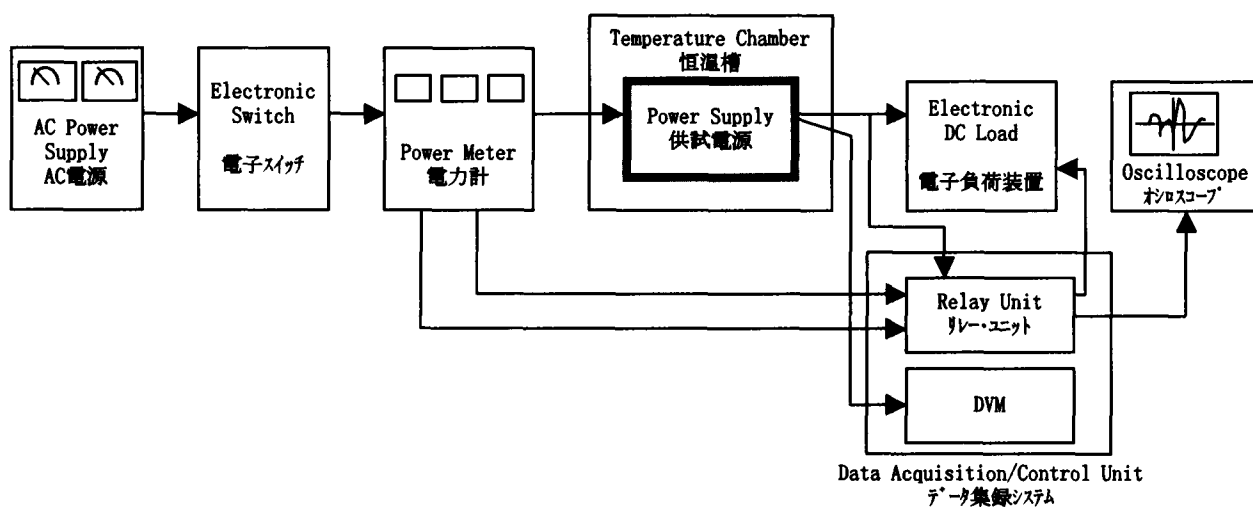 AC Power
Supply
AC電源
Electronic
Switch
電子スイッチ
Power Meter
電力計
Temperature Chamber
恒温槽
Power Supply
供試電源
Electronic
DC Load
電子負荷装置
Oscilloscope
オシロスコープ
Relay Unit
リレー・ユニット
DVM
Data Acquisition/Control Unit
データ集録システム